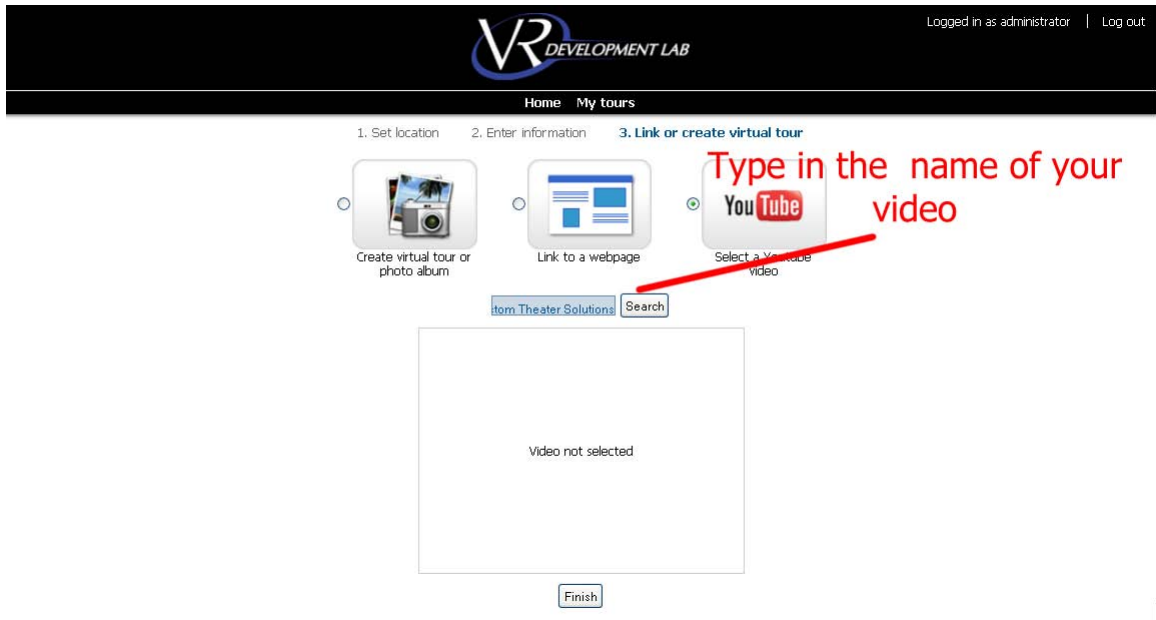 Logged in as administrator | Log out
VR DEVELOPMENT LAB
Home My tours
1. Set location 2. Enter information 3. Link or create virtual tour
Type in the name of your
video
You Tube
Create virtual tour or
photo album
Link to a webpage
Select a Youtube
video
tom Theater Solutions Search
Video not selected
Finish